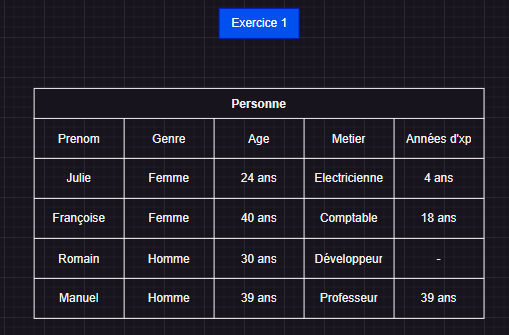 Exercice 1
Personne
Prenom Genre Age Metier Années d'xp
Julie Femme 24 ans Electricienne 4 ans
Françoise Femme 40 ans Comptable 18 ans
Romain Homme 30 ans Développeur -
Manuel Homme 39 ans Professeur 39 ans